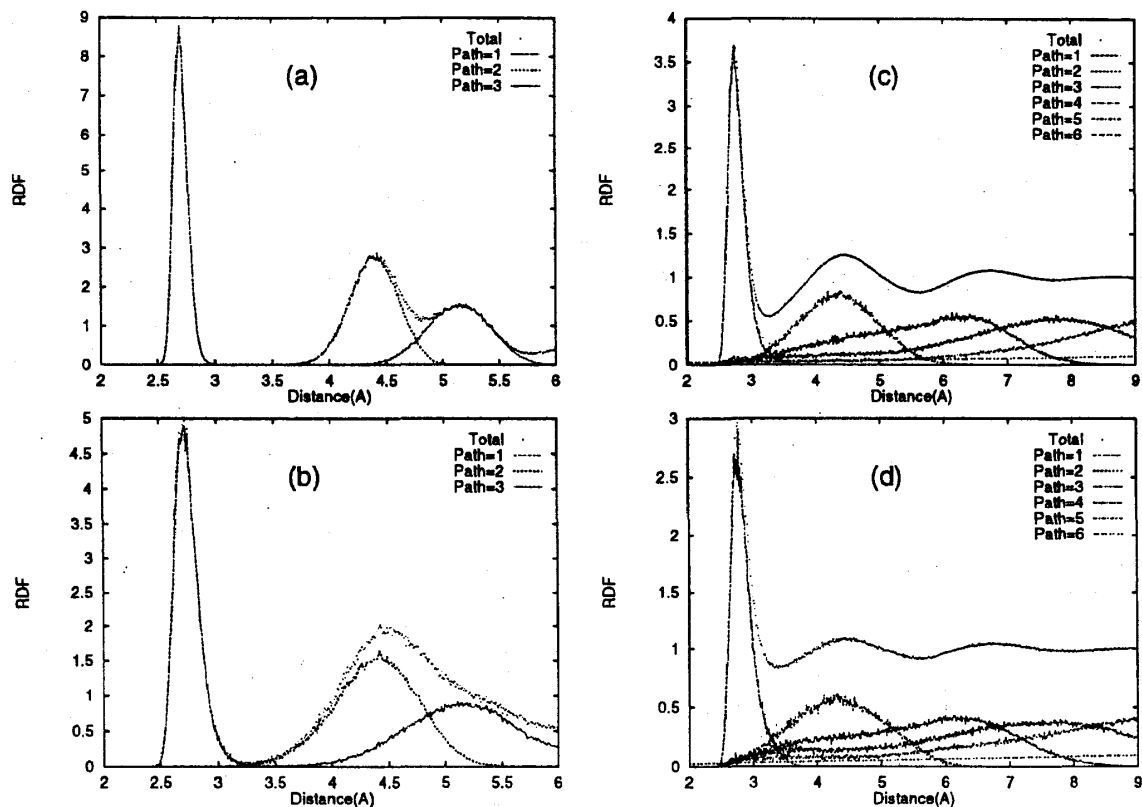 (a)
RDF
9
8
7
6
5
4
3
2
1
0
Total
Path=1
Path=2
Path=3
2 2.5 3 3.5 4 4.5 5 5.5 6
Distance(A)
(c)
RDF
4
3.5
3
2.5
2
1.5
1
0.5
0
Total
Path=1
Path=2
Path=3
Path=4
Path=5
Path=6
2 3 4 5 6 7 8 9
Distance(A)
(b)
RDF
5
4.5
4
3.5
3
2.5
2
1.5
1
0.5
0
Total
Path=1
Path=2
Path=3
2 2.5 3 3.5 4 4.5 5 5.5 6
Distance(A)
(d)
RDF
3
2.5
2
1.5
1
0.5
0
Total
Path=1
Path=2
Path=3
Path=4
Path=5
Path=6
2 3 4 5 6 7 8 9
Distance(A)